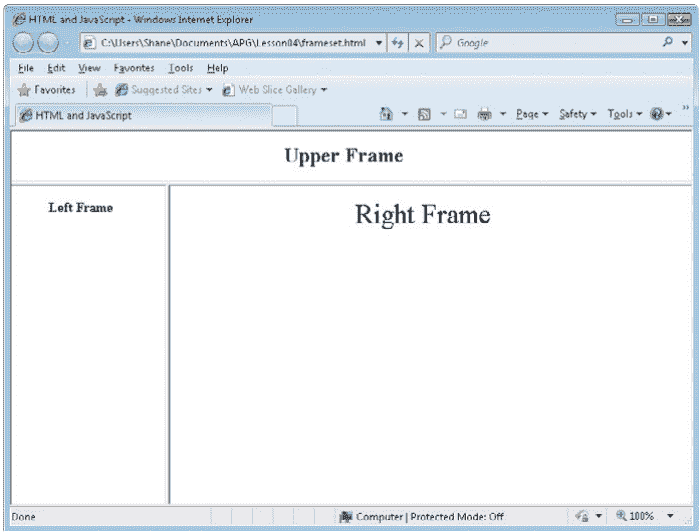 HTML and JavaScript - Windows Internet Explorer
C:\Users\Shane\Documents\APG\Lesson04\frameset.html Google
File Edit View Favorites Tools Help
Favorites Suggested Sites Web Slice Gallery
HTML and JavaScript Page Safety Tools »
Upper Frame
Left Frame Right Frame
Done Computer | Protected Mode: Off 100%